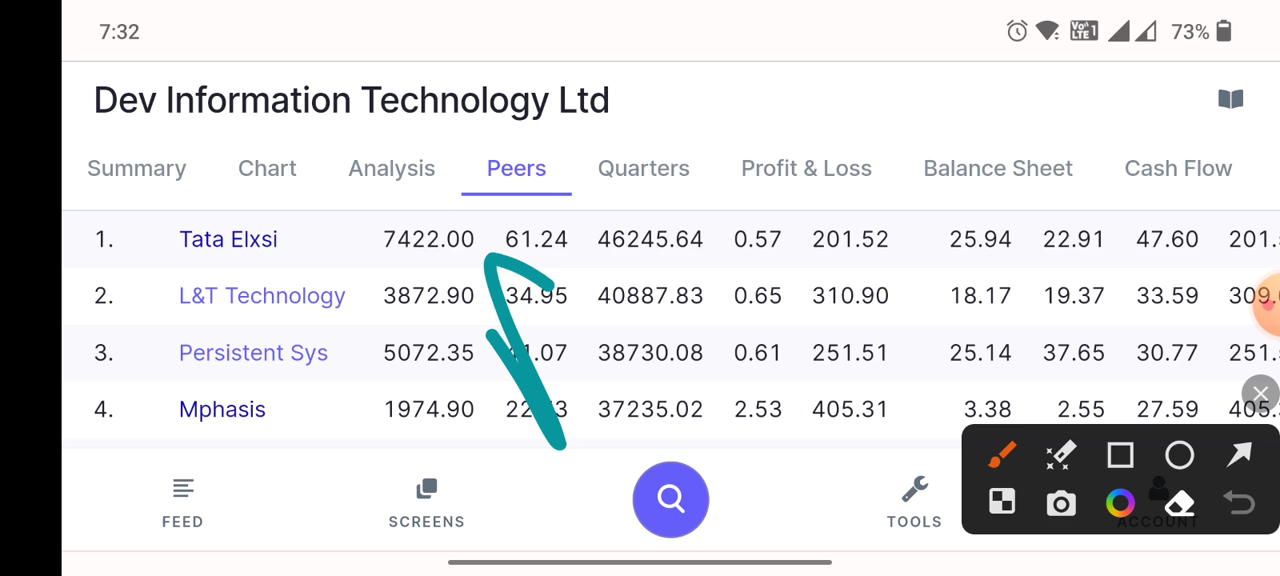 7:32 VoLTE1 73%
Dev Information Technology Ltd
Summary Chart Analysis Peers Quarters Profit & Loss Balance Sheet Cash Flow
1. Tata Elxsi 7422.00 61.24 46245.64 0.57 201.52 25.94 22.91 47.60
2. L&T Technology 3872.90 34.95 40887.83 0.65 310.90 18.17 19.37 33.59
3. Persistent Sys 5072.35 38730.08 0.61 251.51 25.14 37.65 30.77
4. Mphasis 1974.90 37235.02 2.53 405.31 3.38 2.55 27.59
FEED SCREENS TOOLS ACCOUNT